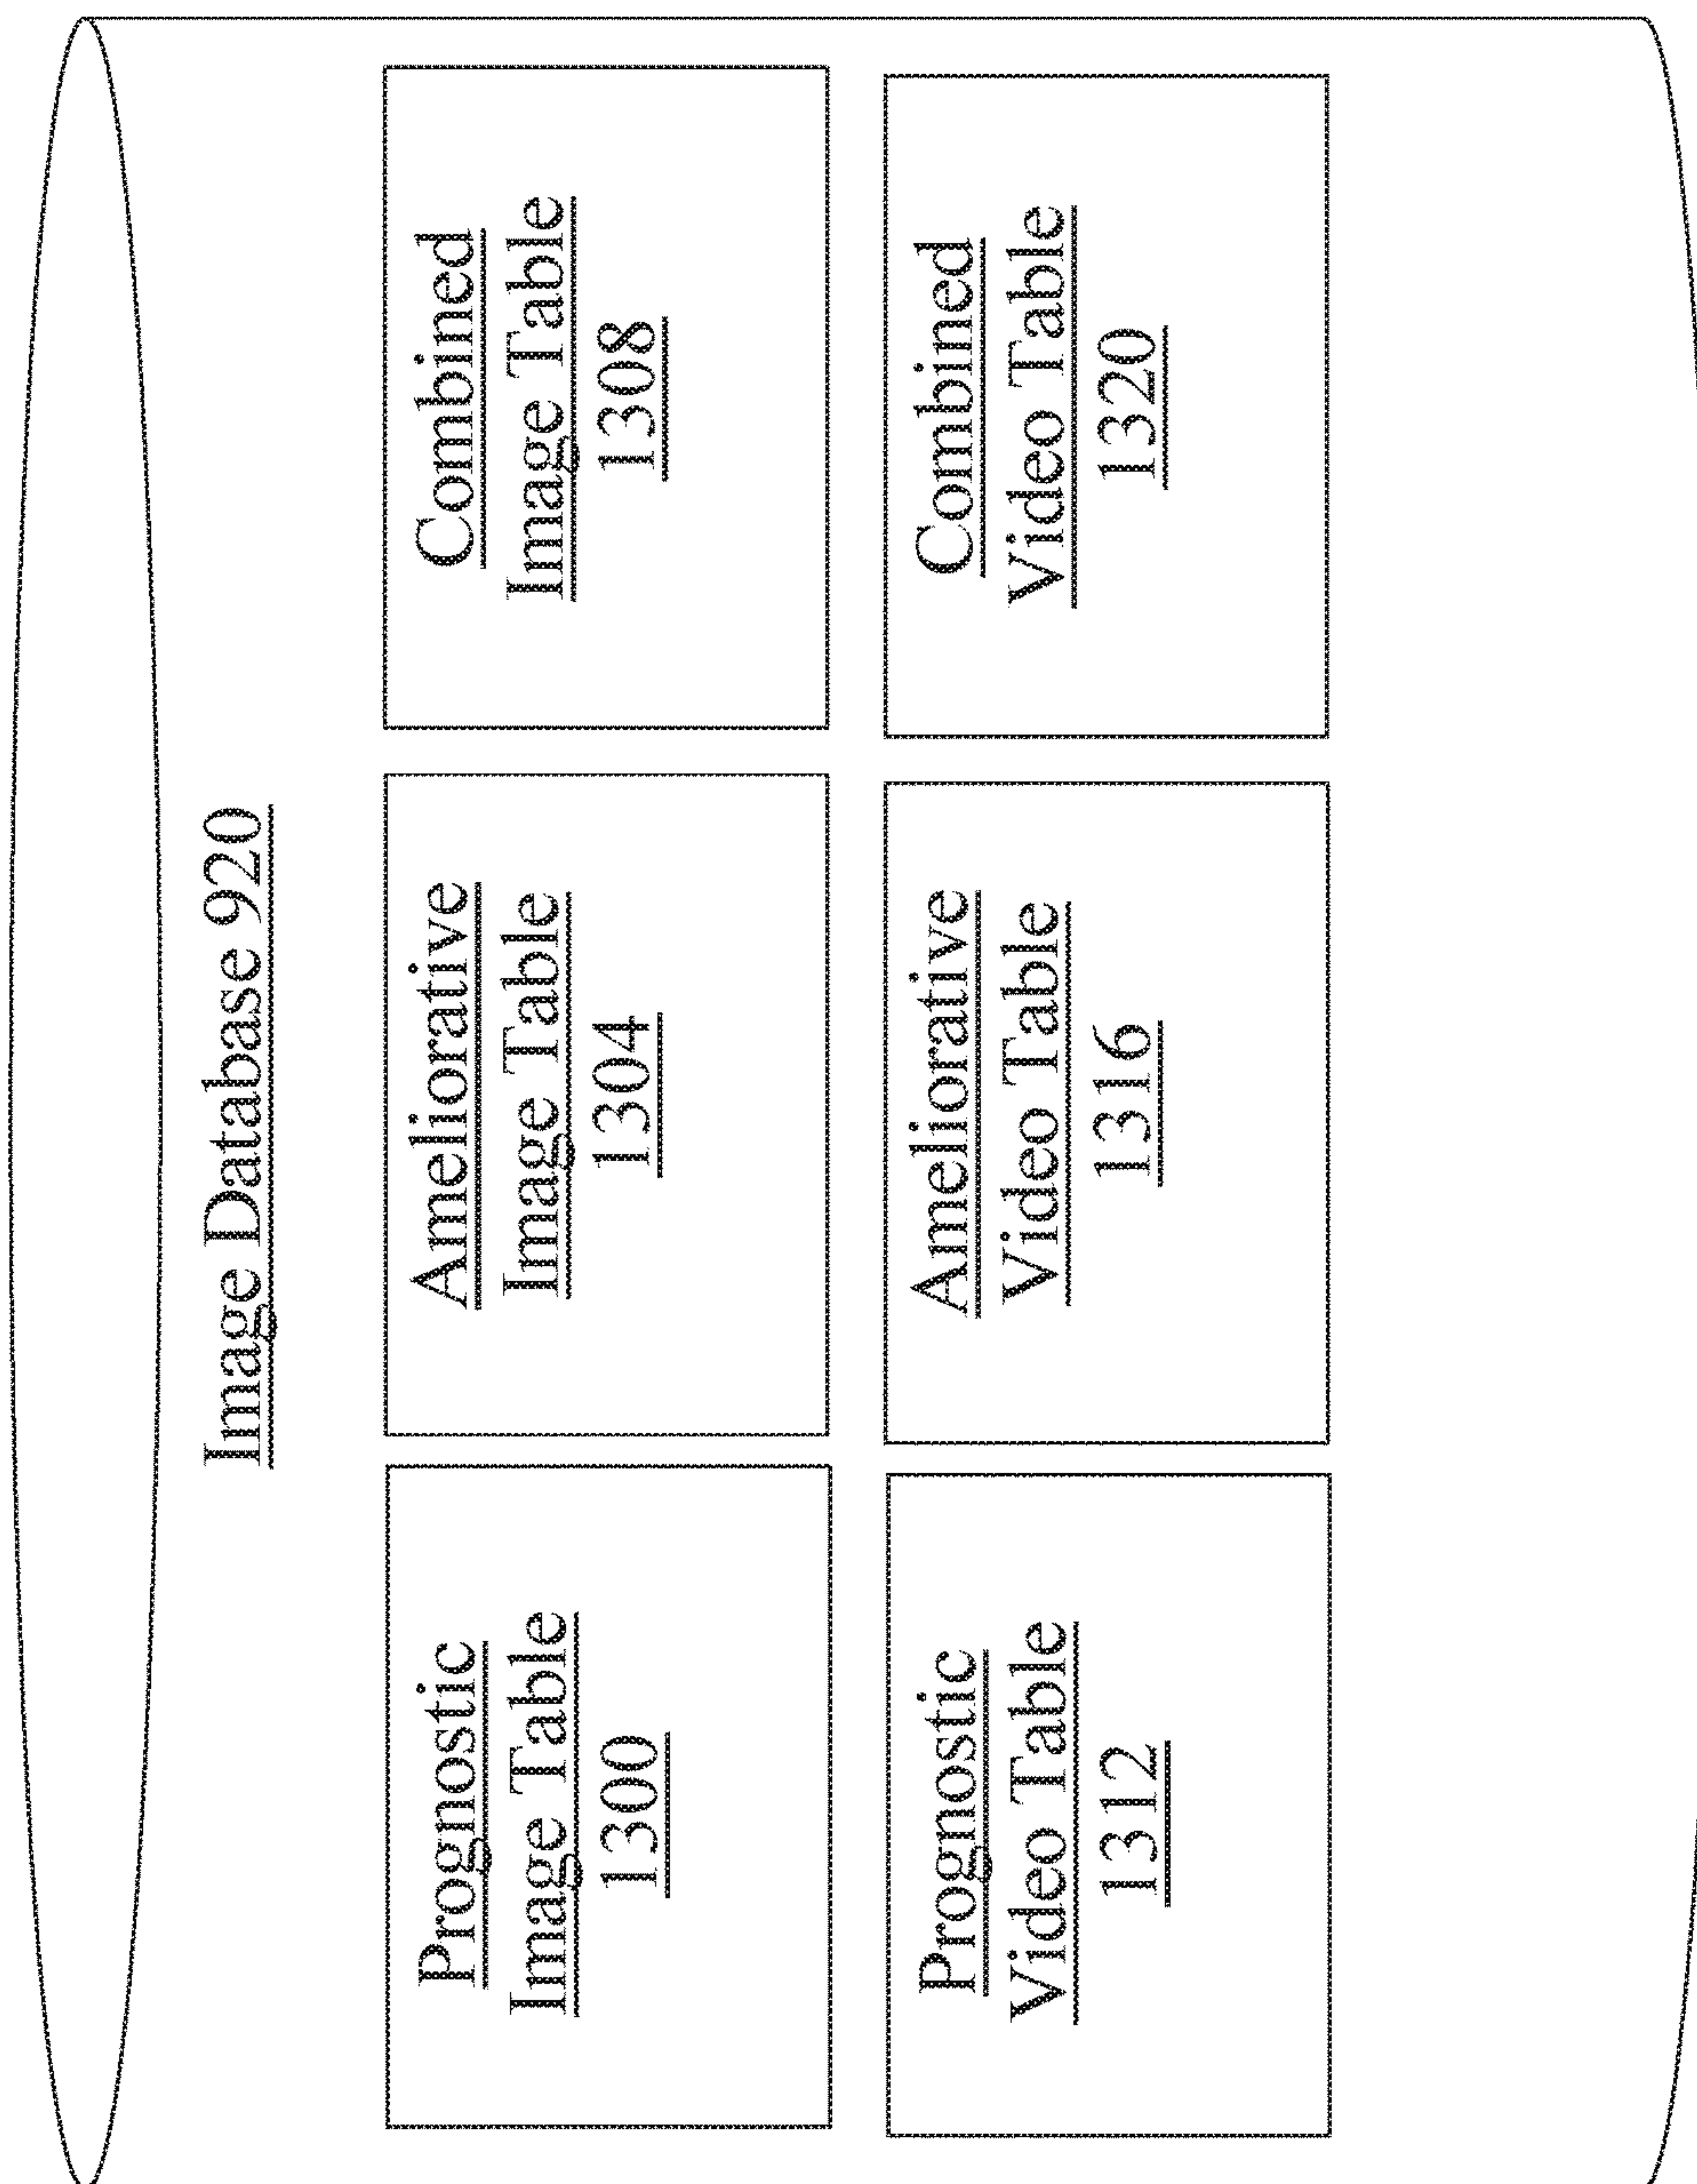 Image Database 920
Prognostic
Image Table
1300
Ameliorative
Image Table
1304
Combined
Image Table
1308
Prognostic
Video Table
1312
Ameliorative
Video Table
1316
Combined
Video Table
1320